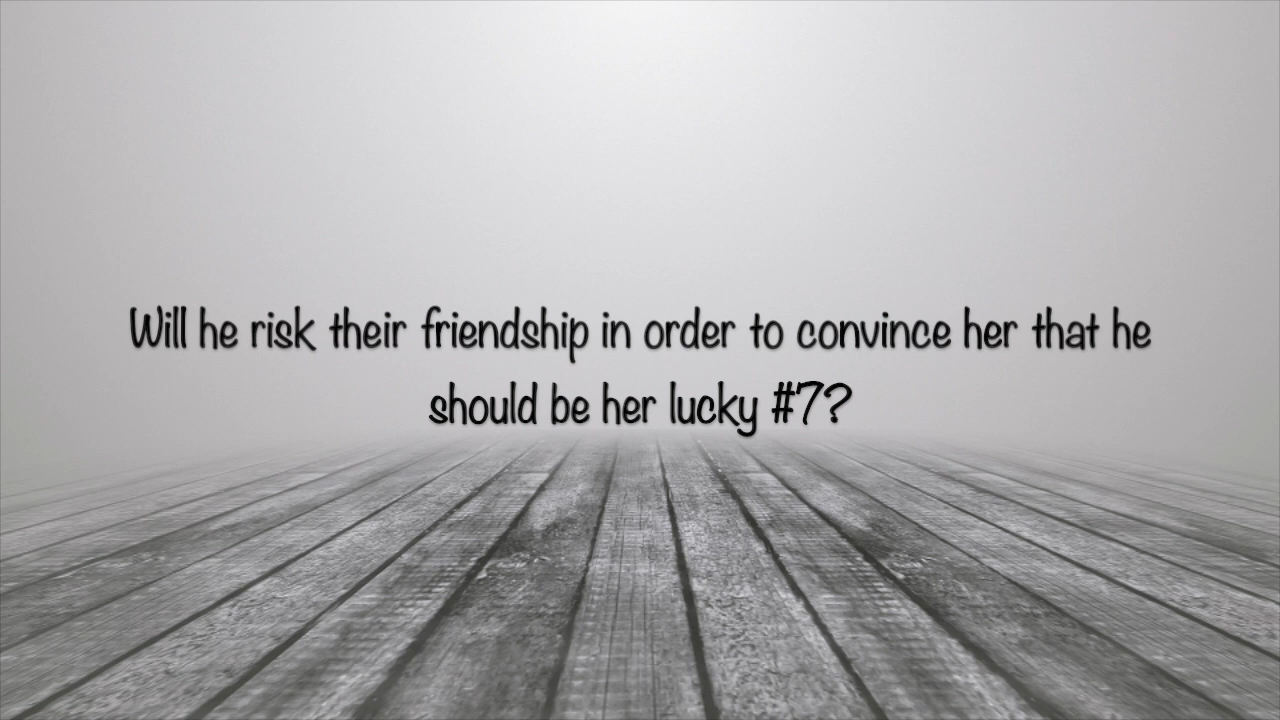 Will he risk their friendship in order to convince her that he
should be her lucky #7?